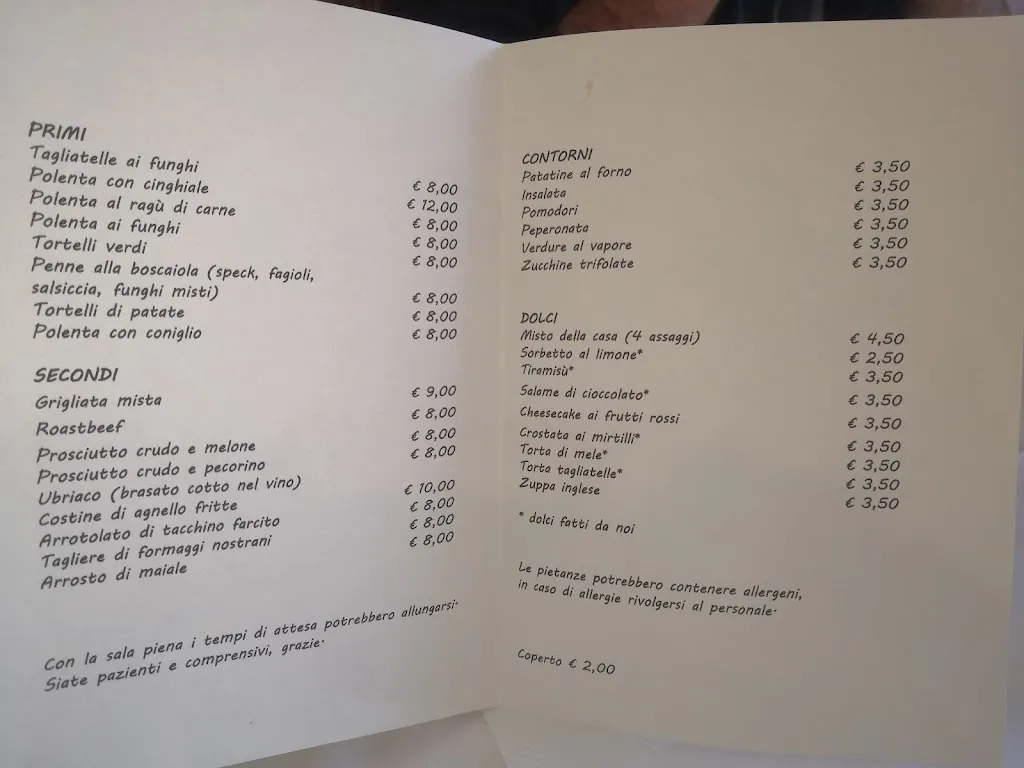 PRIMI
Tagliatelle ai funghi € 8,00
Polenta con cinghiale € 12,00
Polenta al ragù di carne € 8,00
Polenta ai funghi € 8,00
Tortelli verdi € 8,00
Penne alla boscaiola (speck, fagioli,
salsiccia, funghi misti) € 8,00
Tortelli di patate € 8,00
Polenta con coniglio € 8,00
SECONDI
Grigliata mista € 9,00
Roastbeef € 8,00
Prosciutto crudo e melone € 8,00
Prosciutto crudo e pecorino € 8,00
Ubriaco (brasato cotto nel vino)
Costine di agnello fritte € 10,00
Arrotolato di tacchino farcito € 8,00
Tagliere di formaggi nostrani € 8,00
Arrosto di maiale € 8,00
Con la sala piena i tempi di attesa potrebbero allungarsi.
Siate pazienti e comprensivi, grazie.
CONTORNI
Patatine al forno € 3,50
Insalata € 3,50
Pomodori € 3,50
Peperonata € 3,50
Verdure al vapore € 3,50
Zucchine trifolate € 3,50
DOLCI
Misto della casa (4 assaggi) € 4,50
Sorbetto al limone* € 2,50
Tiramisù* € 3,50
Salame di cioccolato* € 3,50
Cheesecake ai frutti rossi € 3,50
Crostata ai mirtilli* € 3,50
Torta di mele* € 3,50
Torta tagliatelle* € 3,50
Zuppa inglese € 3,50
* dolci fatti da noi
Le pietanze potrebbero contenere allergeni,
in caso di allergie rivolgersi al personale.
Coperto € 2,00